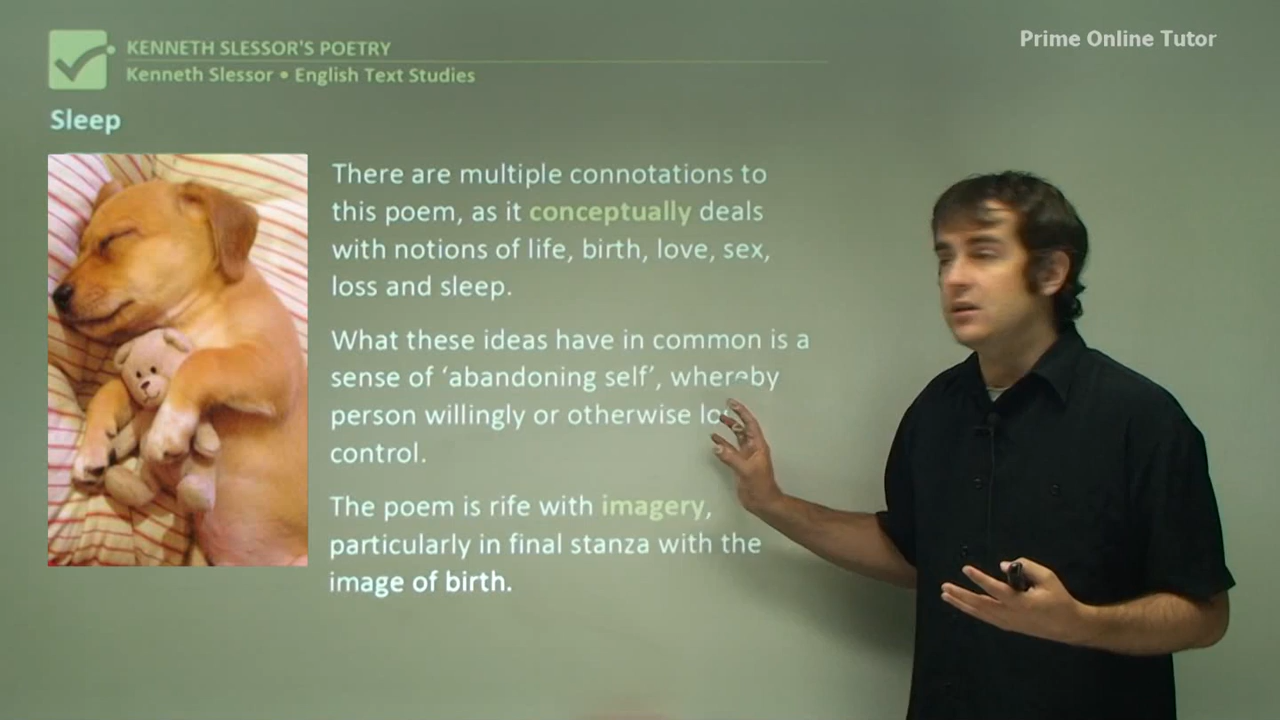 Prime Online Tutor
KENNETH SLESSOR'S POETRY
Kenneth Slessor • English Text Studies
Sleep
There are multiple connotations to
this poem, as it conceptually deals
with notions of life, birth, love, sex,
loss and sleep.
What these ideas have in common is a
sense of ‘abandoning self’, whereby
person willingly or otherwise
control.
The poem is rife with imagery,
particularly in final stanza with the
image of birth.